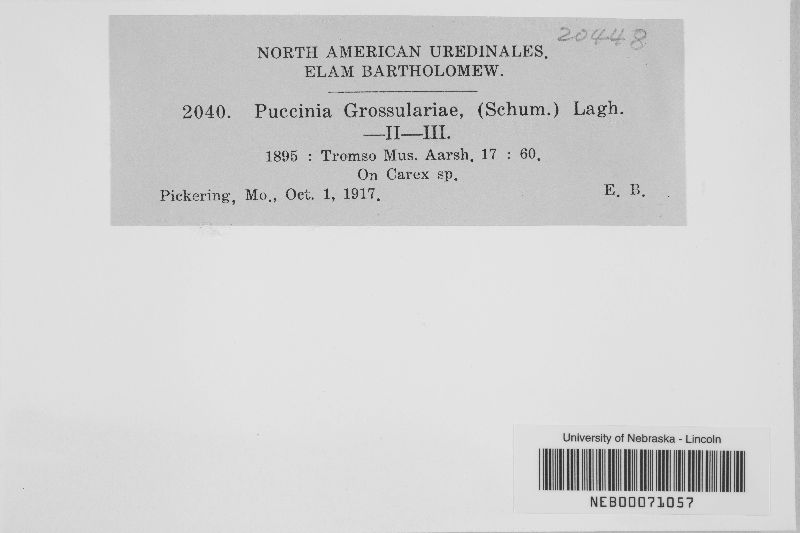 20448
NORTH AMERICAN UREDINALES.
ELAM BARTHOLOMEW.
2040. Puccinia Grossulariae, (Schum.) Lagh.
—II—III.
1895 : Tromso Mus. Aarsh. 17 : 60.
On Carex sp.
Pickering, Mo., Oct. 1, 1917. E. B.
University of Nebraska - Lincoln
NEB00071057